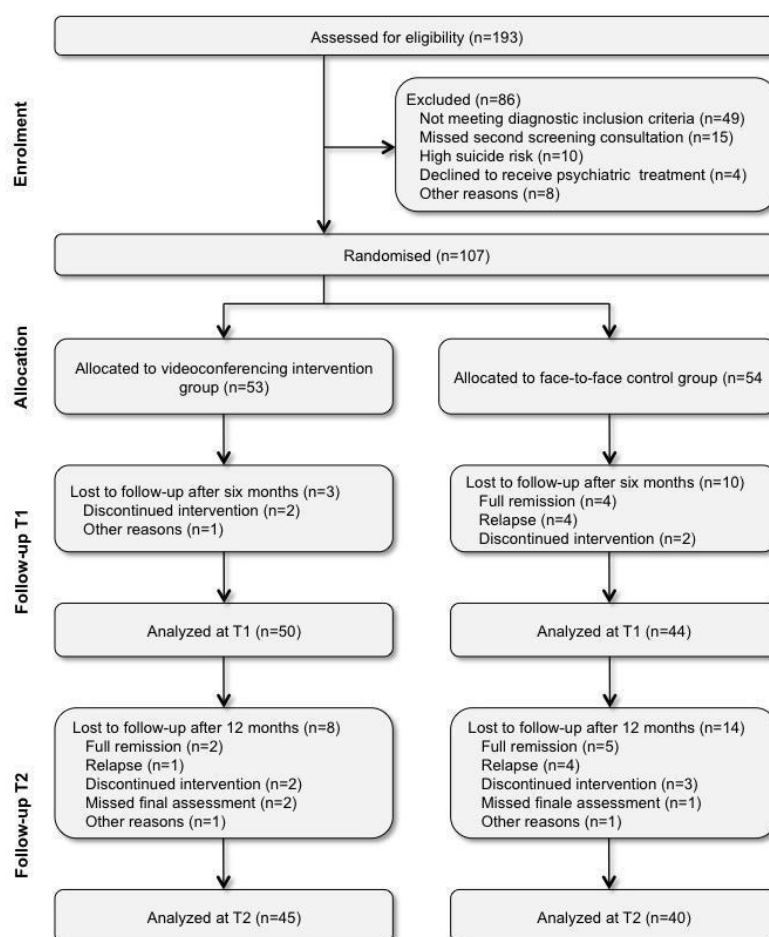 Assessed for eligibility (n=193)
Enrolment
Excluded (n=86)
Not meeting diagnostic inclusion criteria (n=49)
Missed second screening consultation (n=15)
High suicide risk (n=10)
Declined to receive psychiatric treatment (n=4)
Other reasons (n=8)
Randomised (n=107)
Allocation
Allocated to videoconferencing intervention
group (n=53)
Allocated to face-to-face control group (n=54
Follow-up T1
Lost to follow-up after six months (n=3)
Discontinued intervention (n=2)
Other reasons (n=1)
Lost to follow-up after six months (n=10)
Full remission (n=4)
Relapse (n=4)
Discontinued intervention (n=2)
Analyzed at T1 (n=50)
Analyzed at T1 (n=44)
Follow-up T2
Lost to follow-up after 12 months (n=8)
Full remission (n=2)
Relapse (n=1)
Discontinued intervention (n=2)
Missed final assessment (n=2)
Other reasons (n=1)
Lost to follow-up after 12 months (n=14)
Full remission (n=5)
Relapse (n=4)
Discontinued intervention (n=3)
Missed finale assessment (n=1)
Other reasons (n=1)
Analyzed at T2 (n=45)
Analyzed at T2 (n=40)